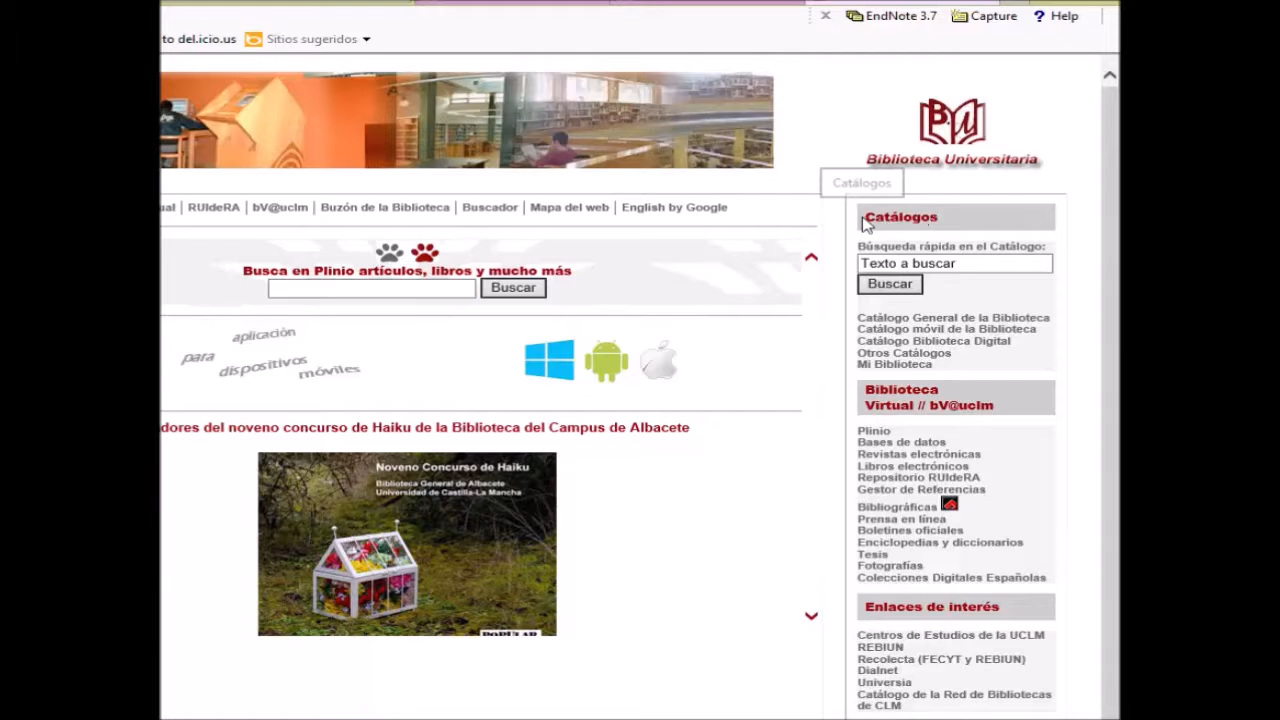 EndNote 3.7 Capture ? Help
to del.icio.us Sitios sugeridos
BU
Biblioteca Universitaria
Catálogos
ual | RUIdeRA | bV@uclm | Buzón de la Biblioteca | Buscador | Mapa del web | English by Google
Busca en Plinio artículos, libros y mucho más
Buscar
aplicación
para
dispositivos
móviles
dores del noveno concurso de Haiku de la Biblioteca del Campus de Albacete
Noveno Concurso de Haiku
Biblioteca General de Albacete
Universidad de Castilla-La Mancha
POPULAR
Catálogos
Búsqueda rápida en el Catálogo:
Texto a buscar
Buscar
Catálogo General de la Biblioteca
Catálogo móvil de la Biblioteca
Catálogo Biblioteca Digital
Otros Catálogos
Mi Biblioteca
Biblioteca
Virtual // bV@uclm
Plinio
Bases de datos
Revistas electrónicas
Libros electrónicos
Repositorio RUIdeRA
Gestor de Referencias
Bibliográficas
Prensa en línea
Boletines oficiales
Enciclopedias y diccionarios
Tesis
Fotografías
Colecciones Digitales Españolas
Enlaces de interés
Centros de Estudios de la UCLM
REBIUN
Recolecta (FECYT y REBIUN)
Dialnet
Universia
Catálogo de la Red de Bibliotecas
de CLM